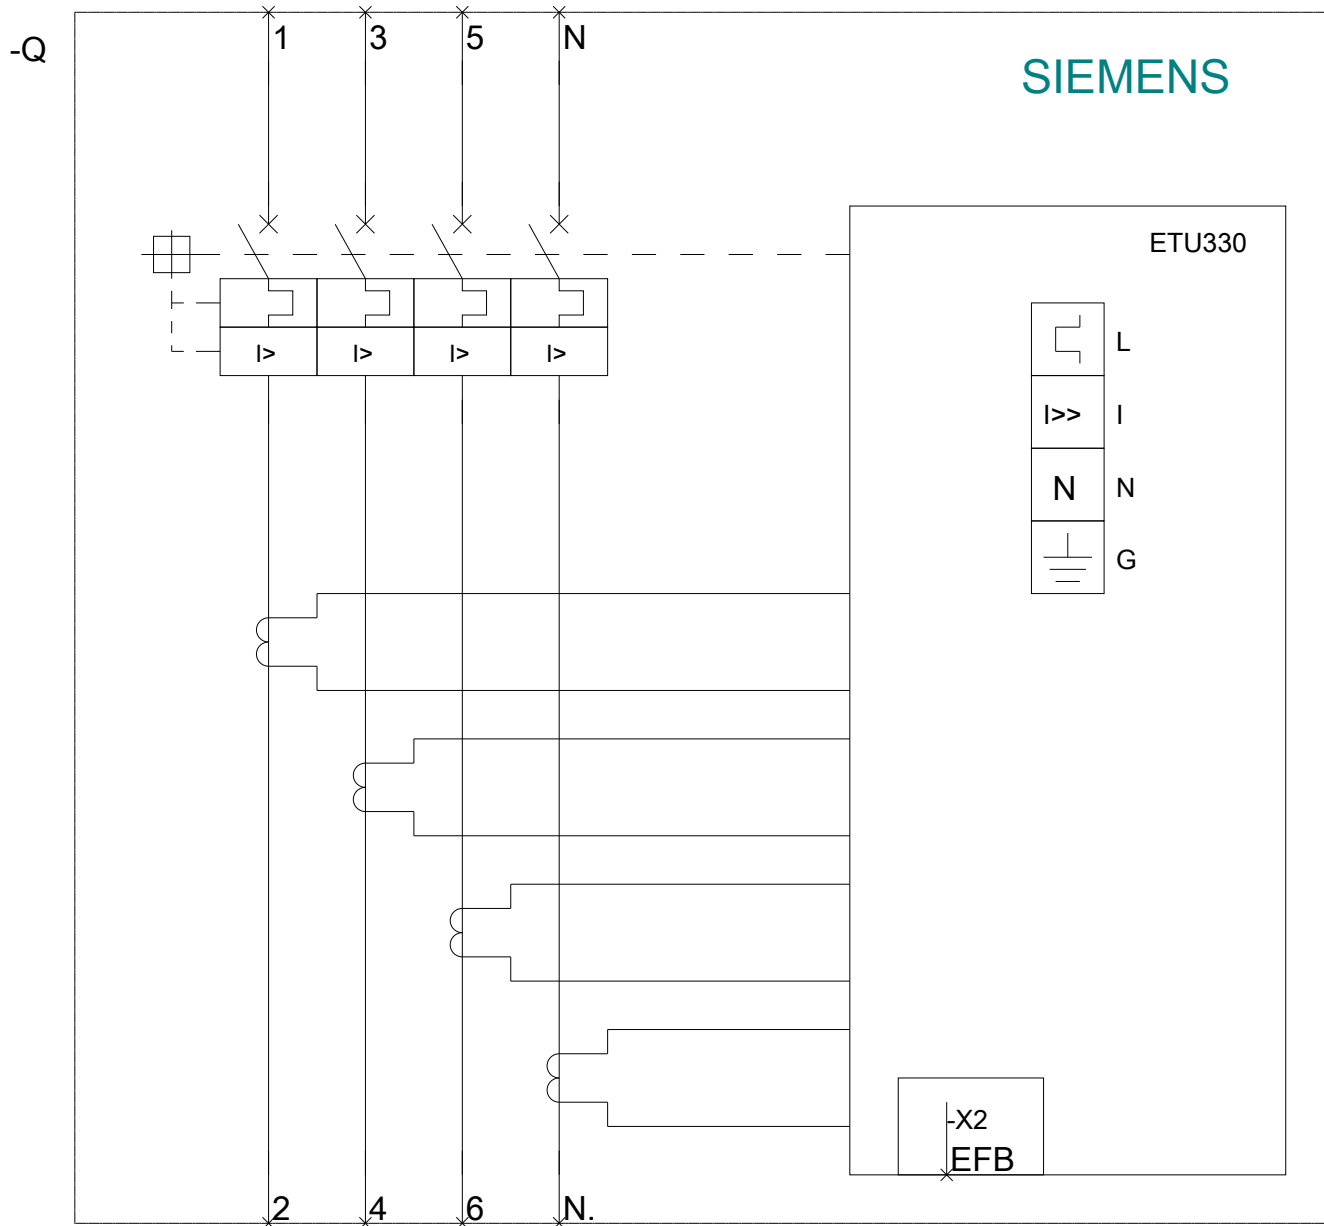 1 3 5 N
-Q
SIEMENS
ETU330
I> I> I> I>
L
I>> I
N N
G
-X2
EFB
2 4 6 N.